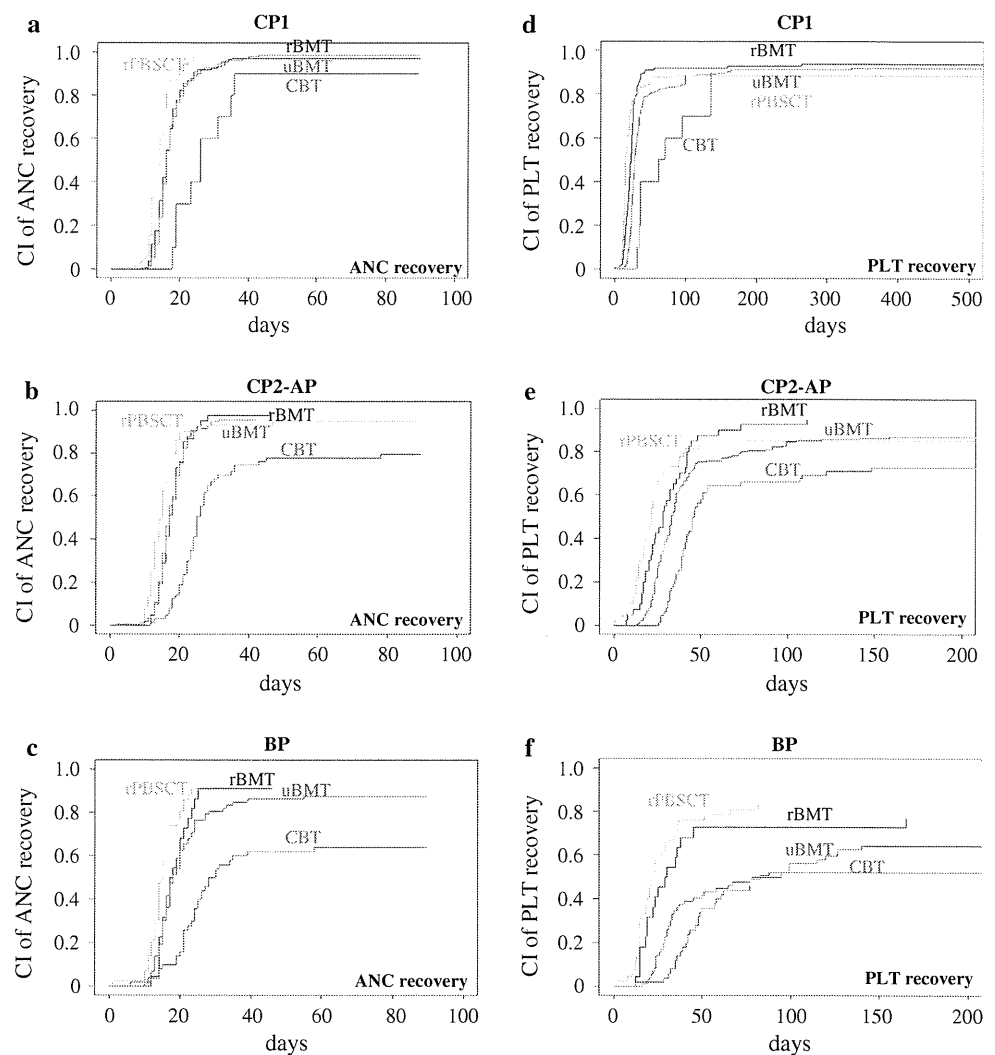 a
CP1
CI of ANC recovery
1.0
0.8
0.6
0.4
0.2
0
rPBSCT
rBMT
uBMT
CBT
ANC recovery
0 20 40 60 80 100
days
d
CP1
CI of PLT recovery
1.0
0.8
0.6
0.4
0.2
0
rBMT
uBMT
rPBSCT
CBT
PLT recovery
0 100 200 300 400 500
days
b
CP2-AP
CI of ANC recovery
1.0
0.8
0.6
0.4
0.2
0
rPBSCT
rBMT
uBMT
CBT
ANC recovery
0 20 40 60 80 100
days
e
CP2-AP
CI of PLT recovery
1.0
0.8
0.6
0.4
0.2
0
rBMT
rPBSCT
uBMT
CBT
PLT recovery
0 50 100 150 200
days
c
BP
CI of ANC recovery
1.0
0.8
0.6
0.4
0.2
0
rPBSCT
rBMT
uBMT
CBT
ANC recovery
0 20 40 60 80 100
days
f
BP
CI of PLT recovery
1.0
0.8
0.6
0.4
0.2
0
rPBSCT
rBMT
uBMT
CBT
PLT recovery
0 50 100 150 200
days